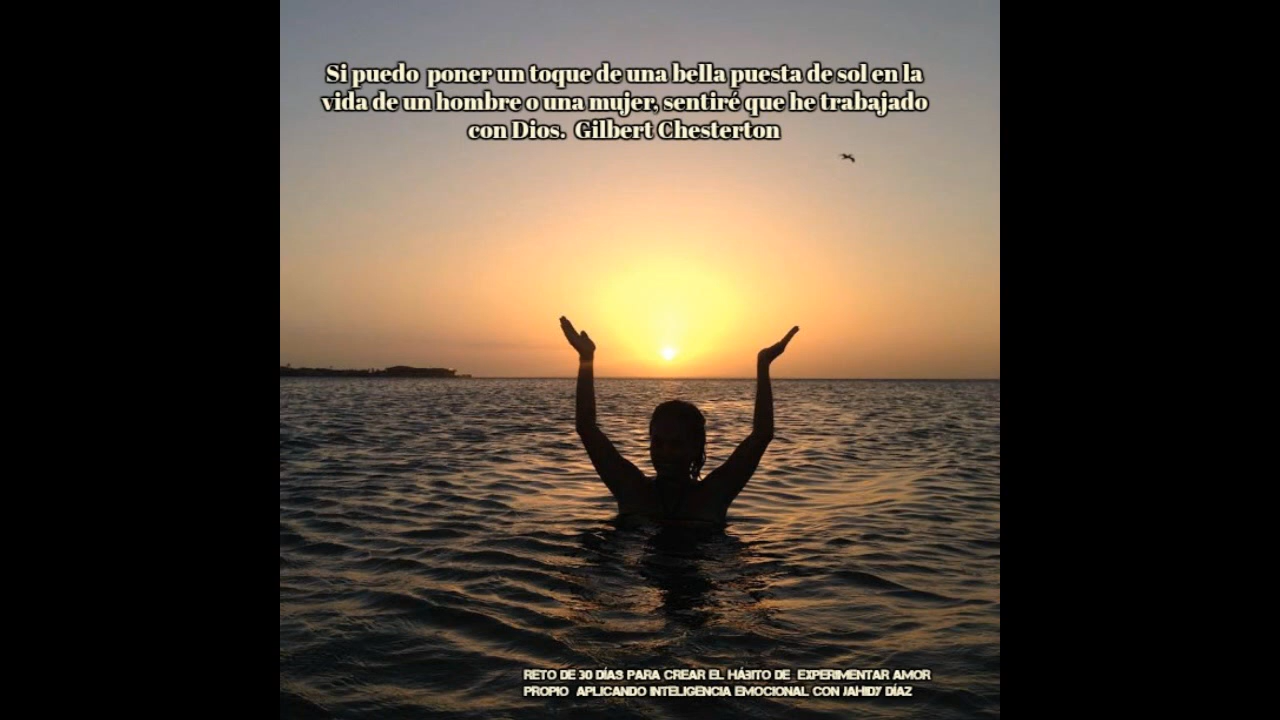 Si puedo poner un toque de una bella puesta de sol en la
vida de un hombre o una mujer, sentiré que he trabajado
con Dios. Gilbert Chesterton
RETO DE 30 DÍAS PARA CREAR EL HÁBITO DE EXPERIMENTAR AMOR
PROPIO APLICANDO INTELIGENCIA EMOCIONAL CON JAHIDY DÍAZ